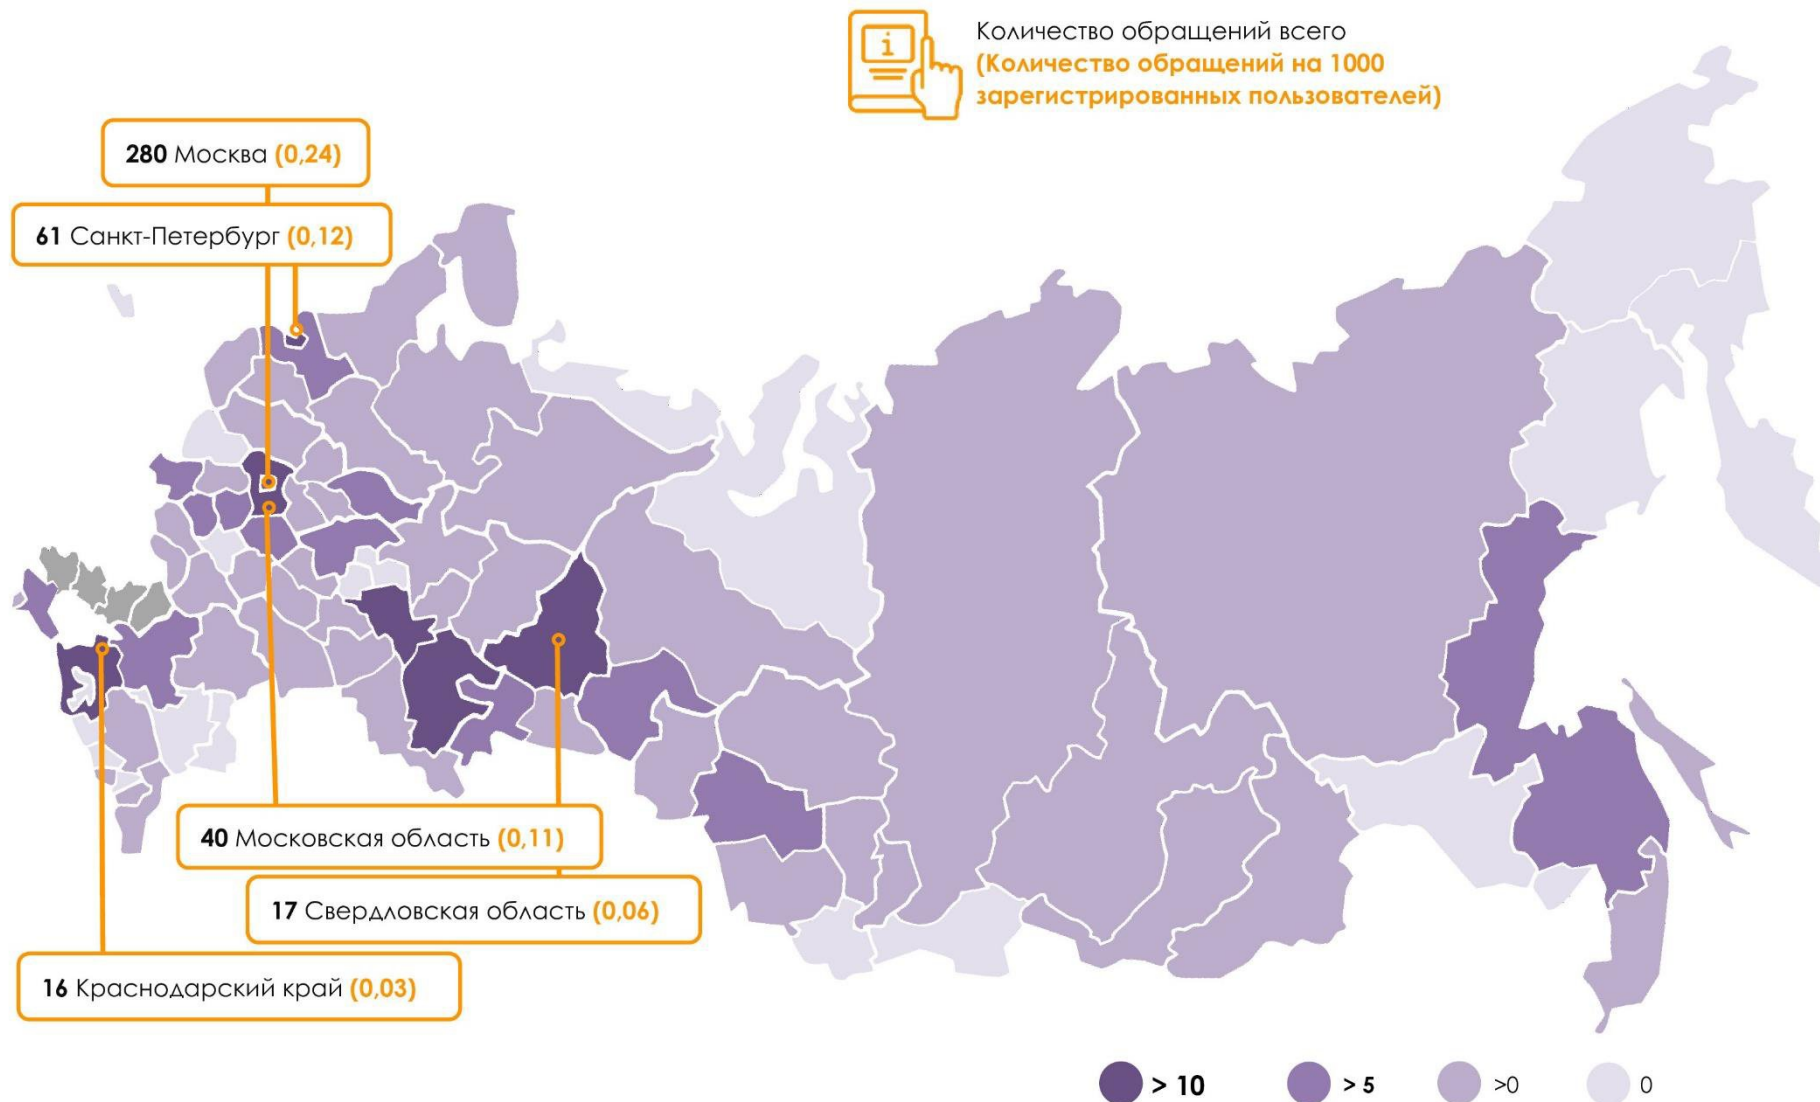 i
Количество обращений всего
(Количество обращений на 1000
зарегистрированных пользователей)
280 Москва (0,24)
61 Санкт-Петербург (0,12)
40 Московская область (0,11)
17 Свердловская область (0,06)
16 Краснодарский край (0,03)
> 10 > 5 >0 0